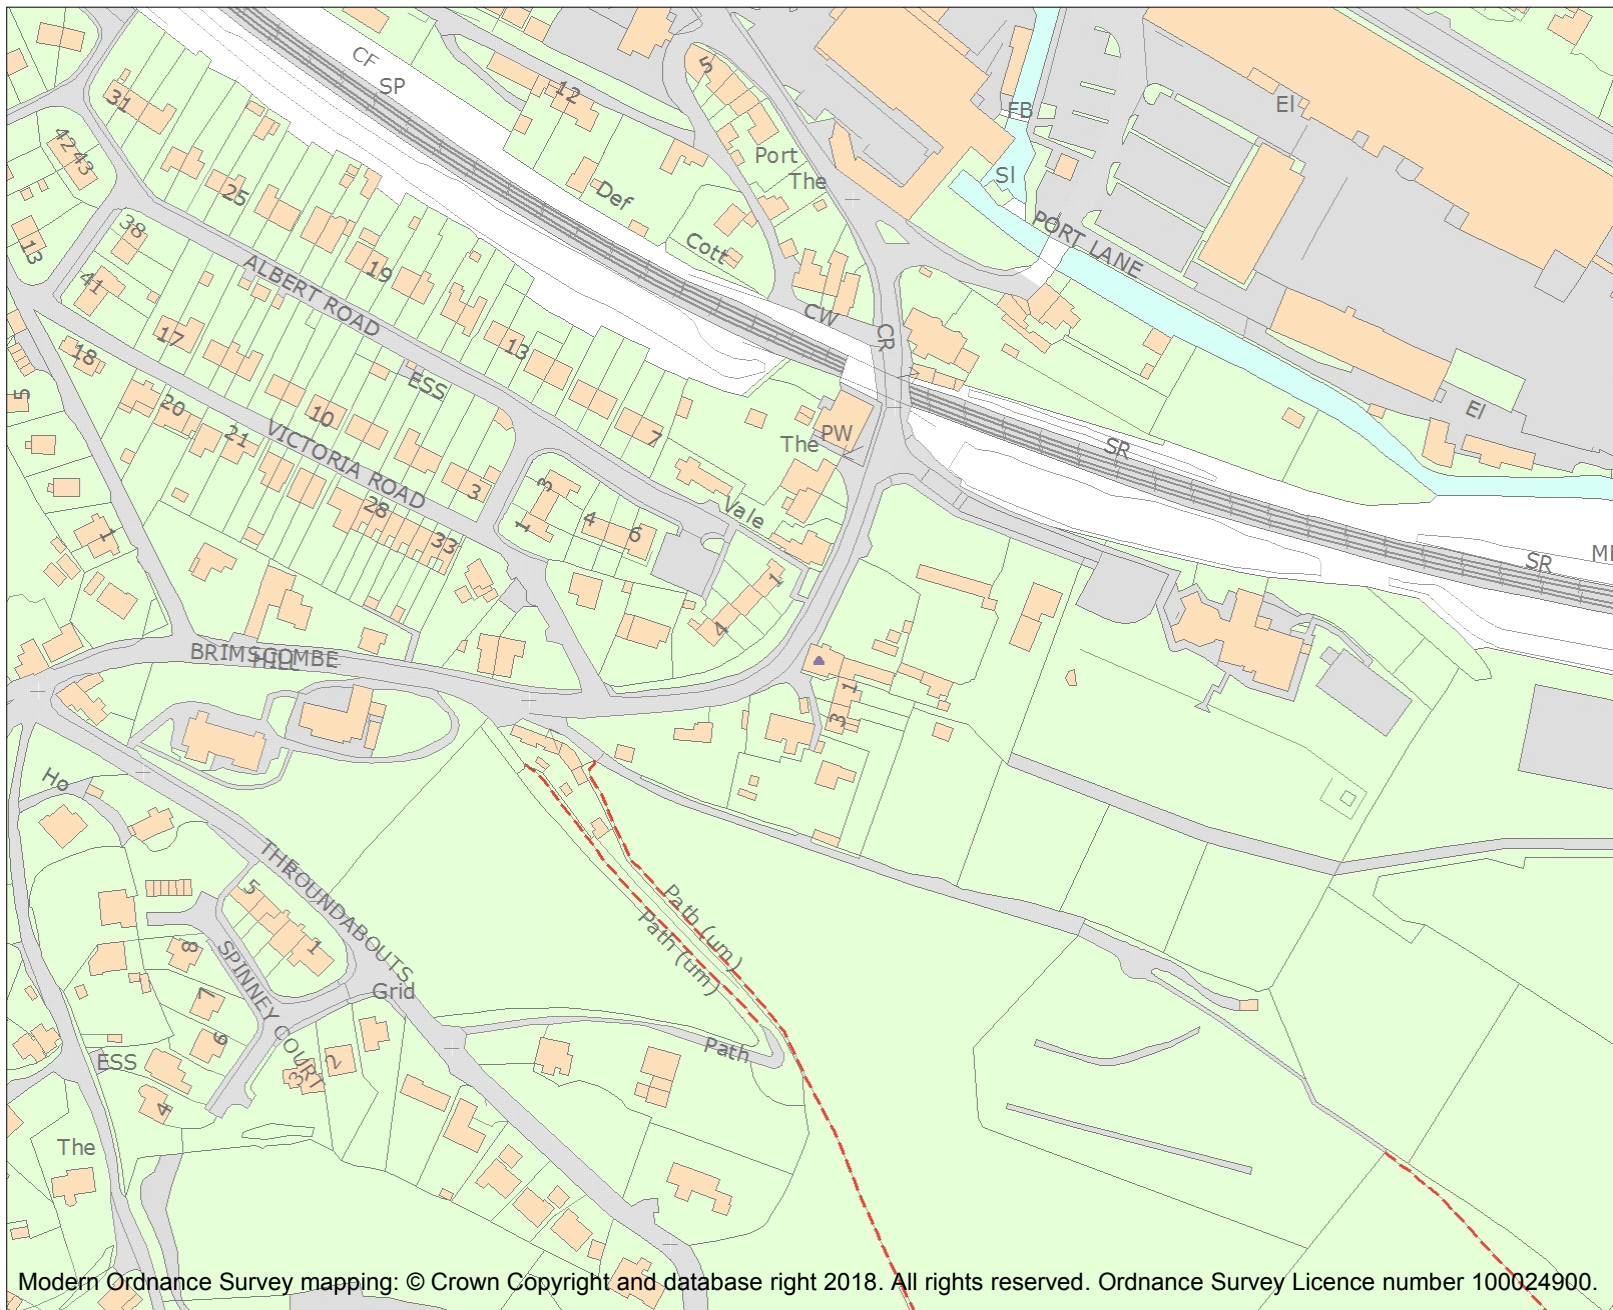 CF
SP
12
5
FB
EI
31
42
43
Port
The
SI
25
Def
PORT LANE
38
13
Cott
41
ALBERT ROAD
19
CW
CR
17
13
18
ESS
5
20
10
EI
VICTORIA ROAD
21
7
The
PW
SR
3
3
28
Vale
1
4
6
1
33
SR
1
4
BRIMSCOMBE
HILL
1
3
Ho
THE ROUNDABOUTS
5
Path (um)
Path (um)
1
8
SPINNEY COURT
Grid
7
6
Path
ESS
2
3
4
The
Modern Ordnance Survey mapping: © Crown Copyright and database right 2018. All rights reserved. Ordnance Survey Licence number 100024900.